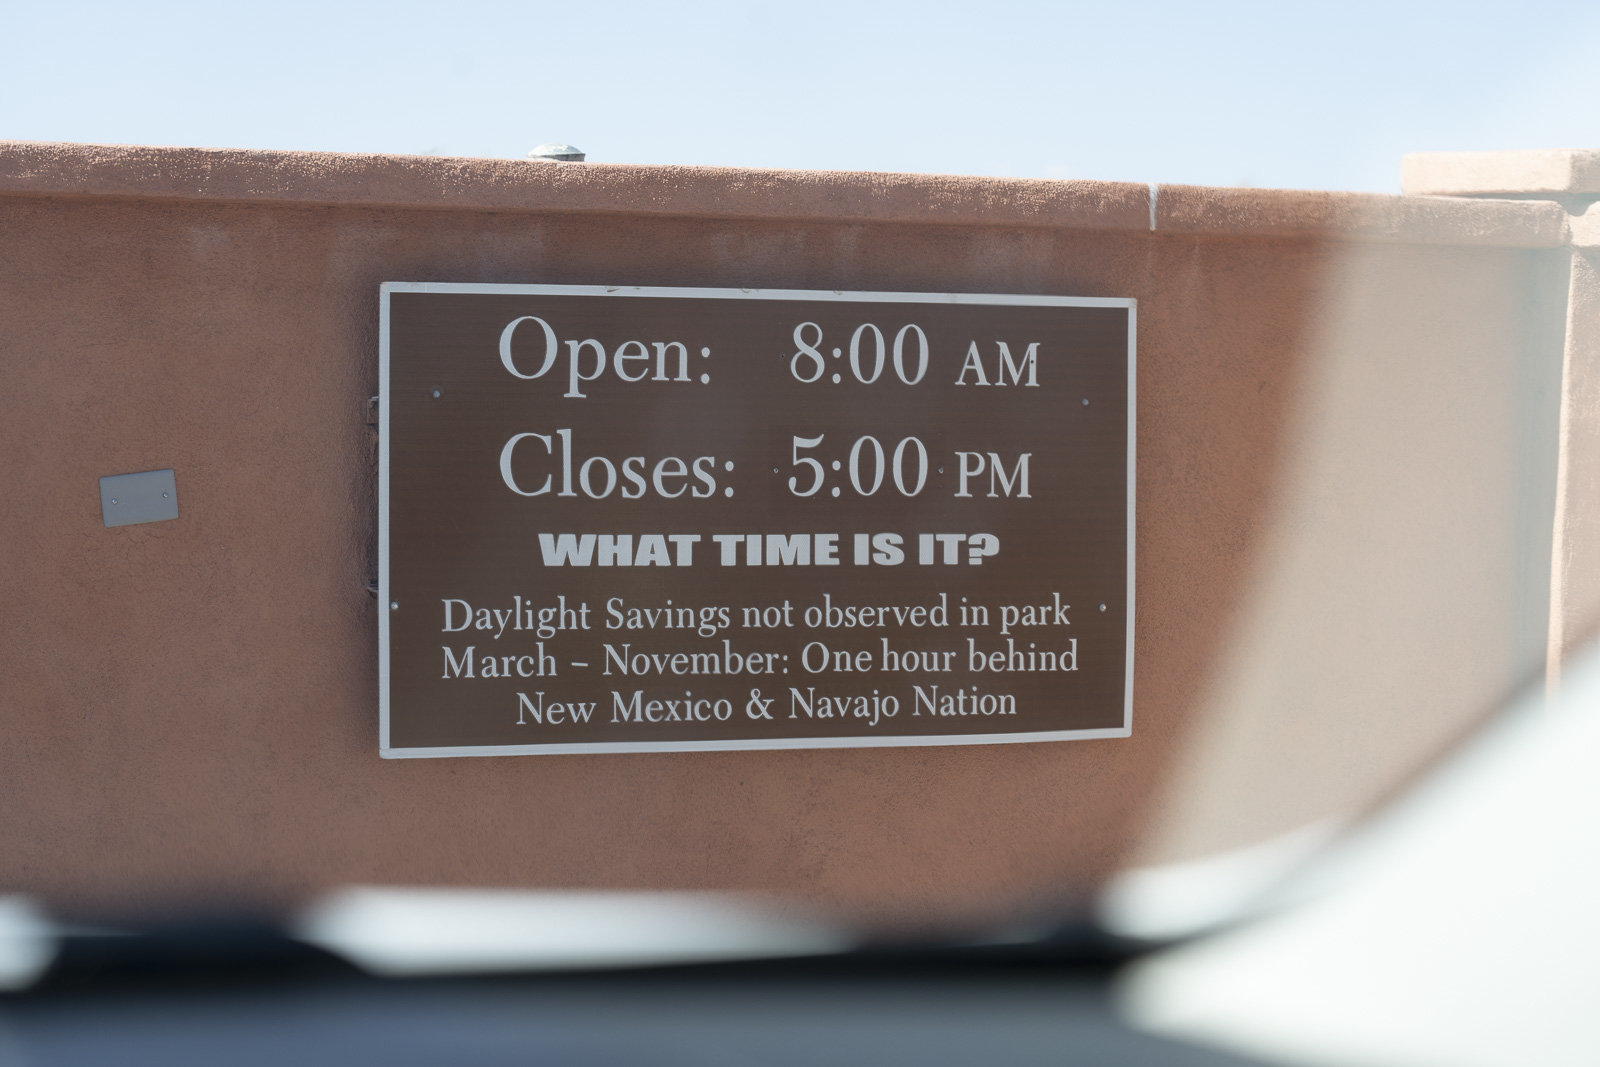 Open: 8:00 AM
Closes: 5:00 PM
WHAT TIME IS IT?
Daylight Savings not observed in park
March – November: One hour behind
New Mexico & Navajo Nation